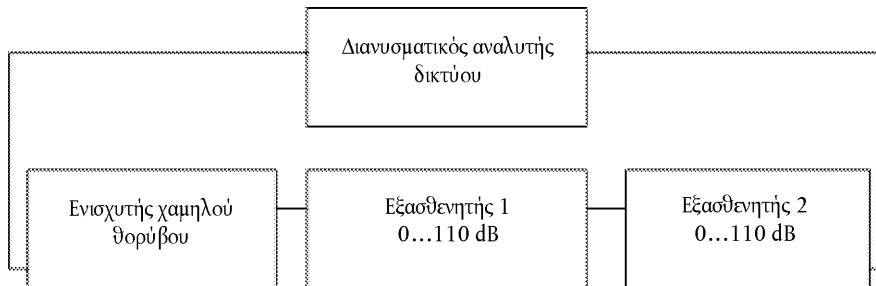 Διανυσματικός αναλυτής
δικτύου
Ενισχυτής χαμηλού
θορύβου
Εξασθενητής 1
0…110 dB
Εξασθενητής 2
0…110 dB